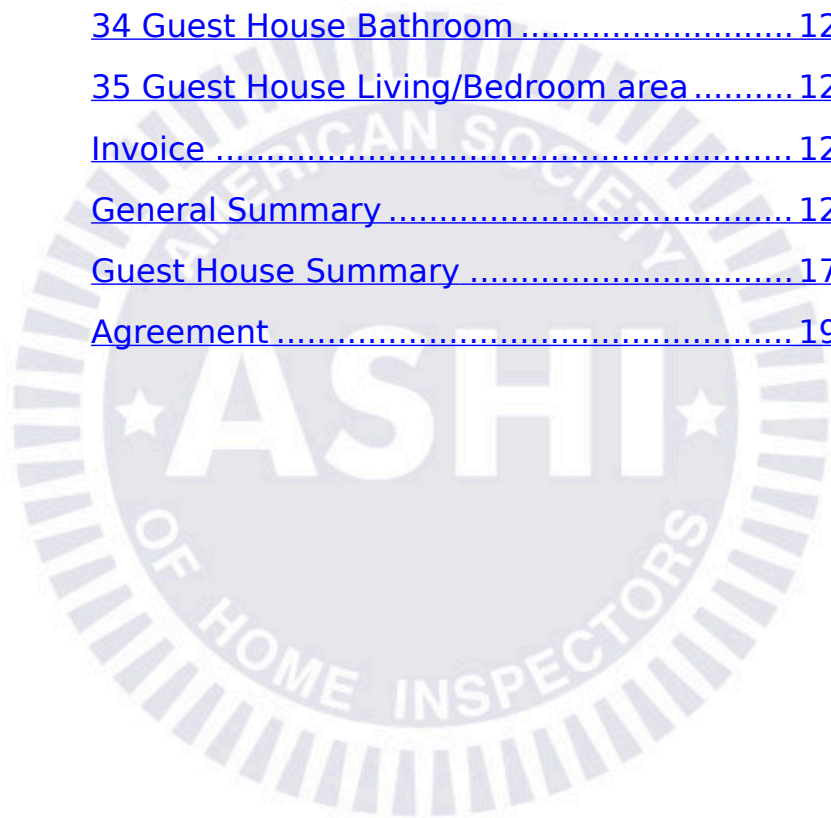 34 Guest House Bathroom ........................... 12
35 Guest House Living/Bedroom area .......... 12
Invoice ......................................................... 12
General Summary ........................................ 12
Guest House Summary ................................ 17
Agreement ................................................... 19
AMERICAN SOCIETY
ASHI
OF HOME INSPECTORS